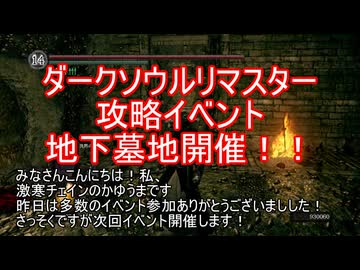 14
ダークソウルリマスター
攻略イベント
地下墓地開催！！
みなさんこんにちは！私、
激寒チェインのかゆうまです
昨日は多数のイベント参加ありがとうございましした！
さっそくですが次回イベント開催します！
930060